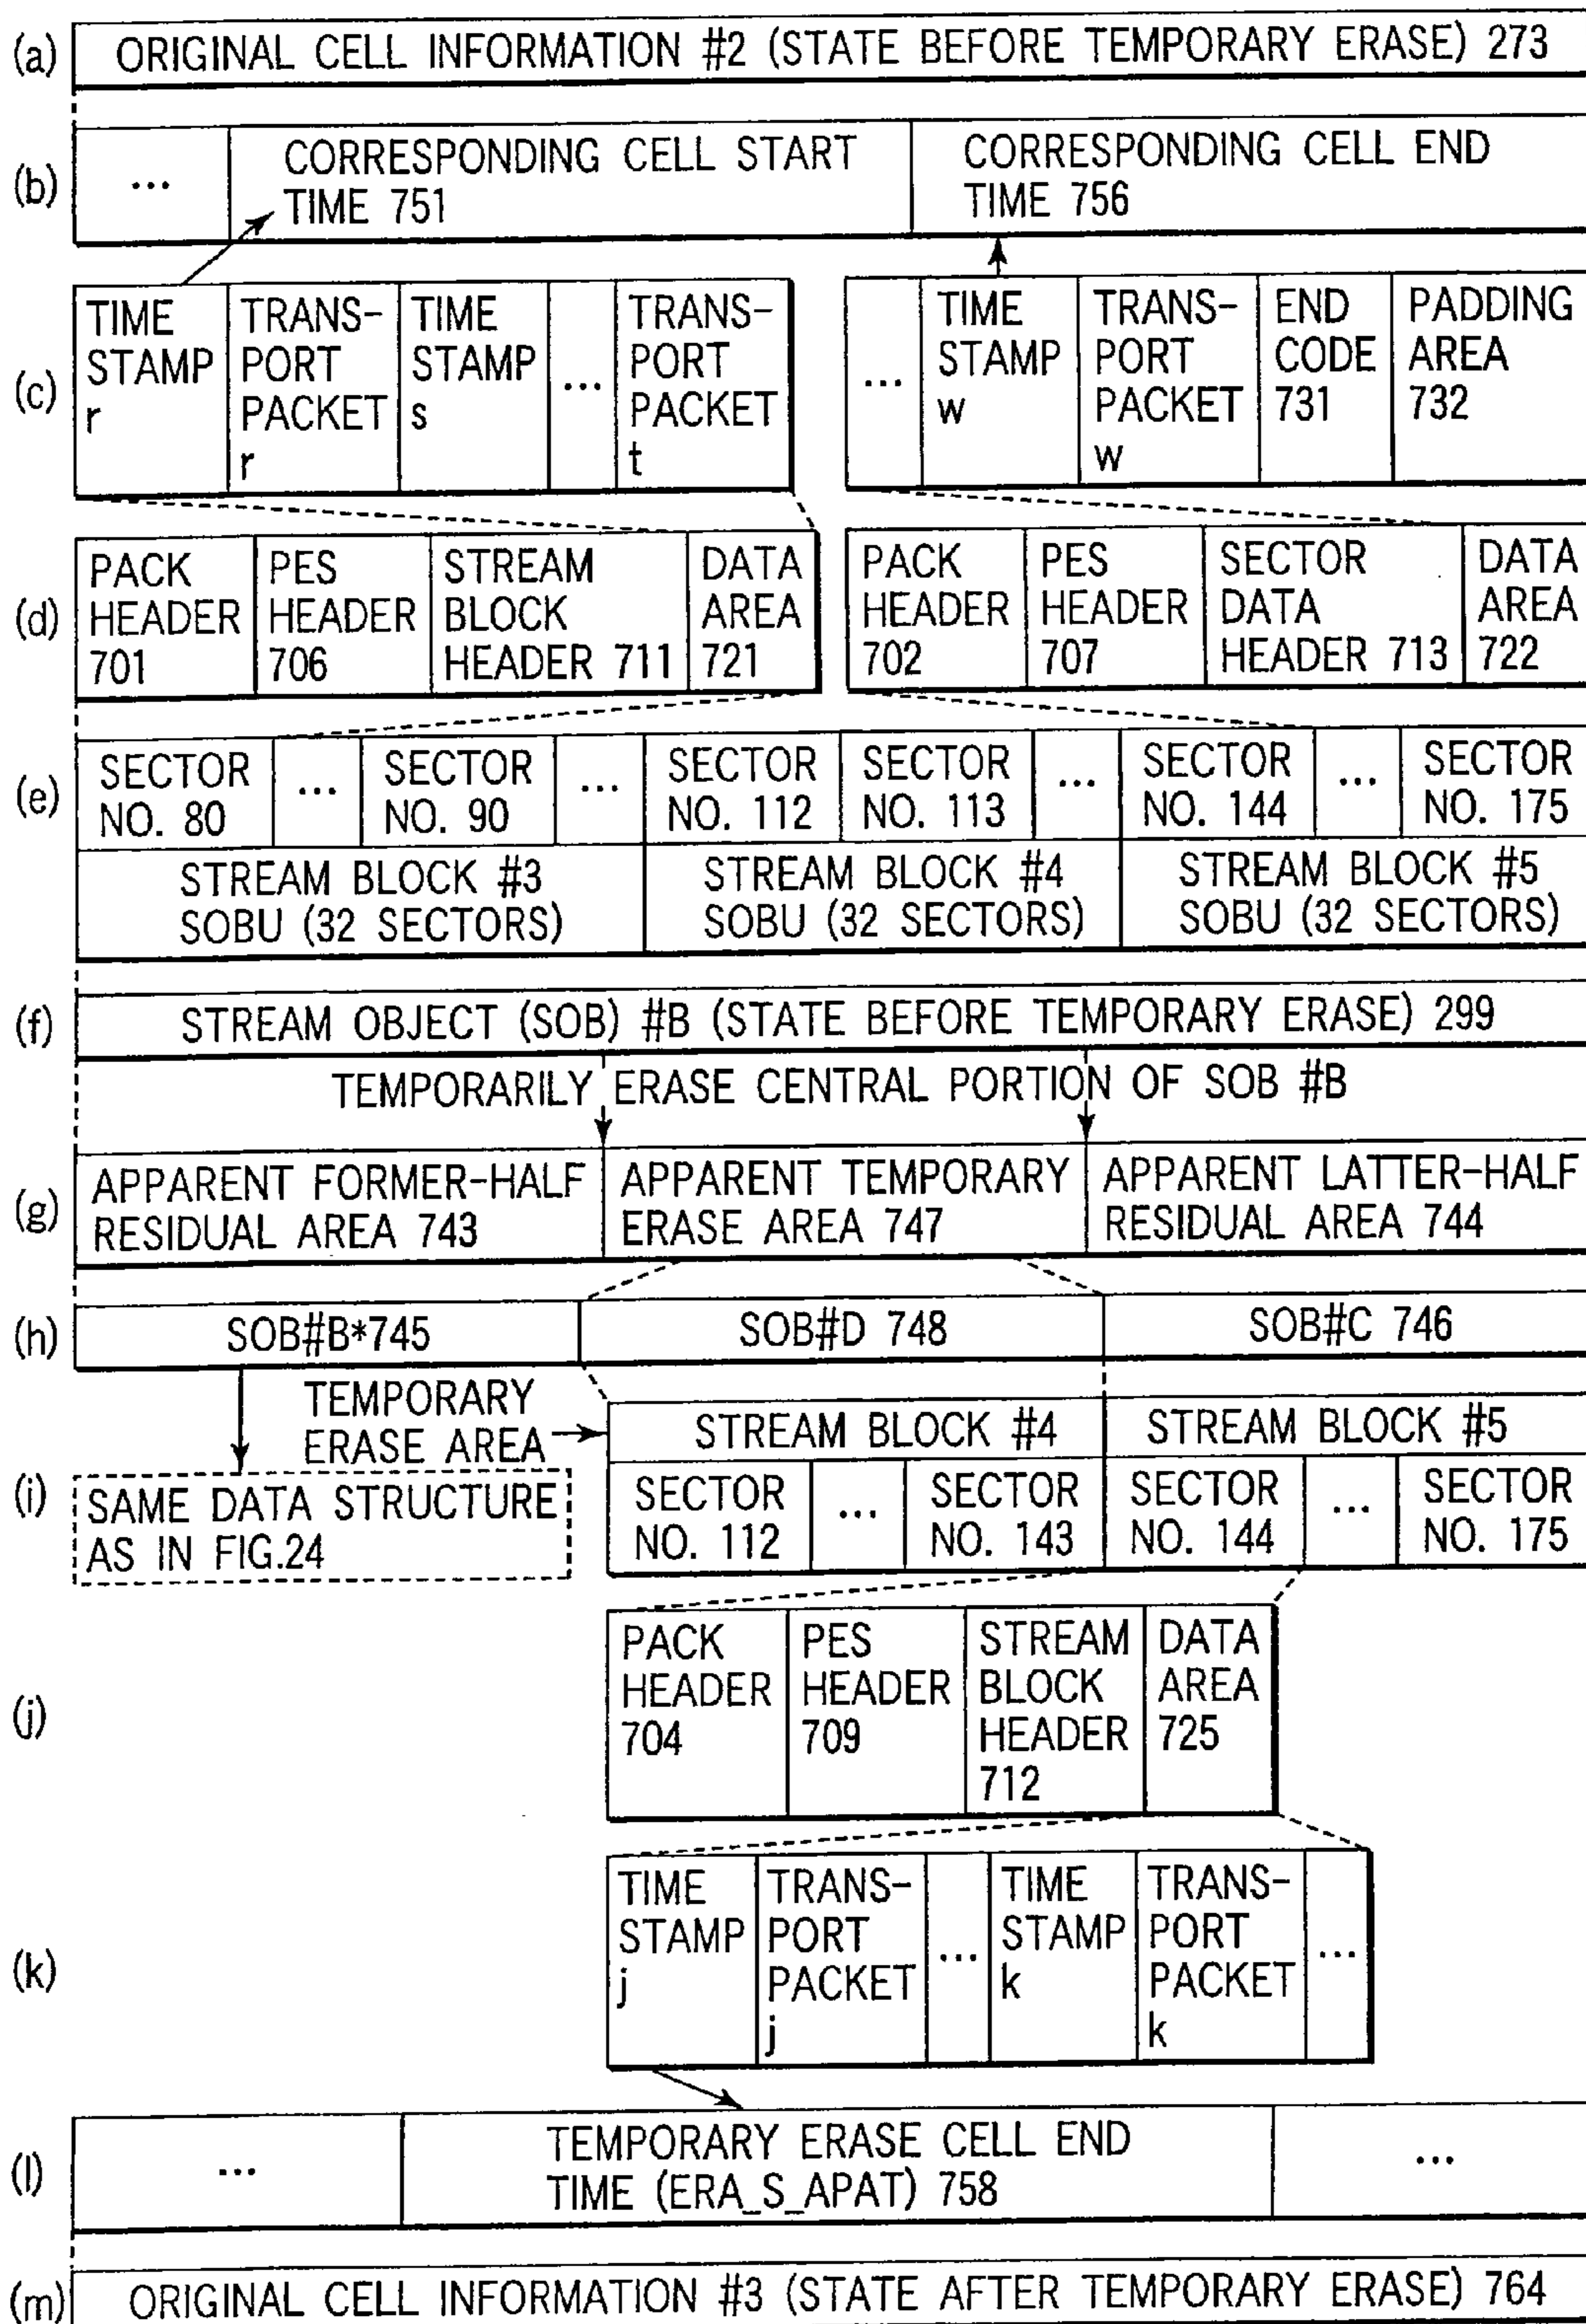 (a) ORIGINAL CELL INFORMATION #2 (STATE BEFORE TEMPORARY ERASE) 273
(b) ... CORRESPONDING CELL START TIME 751 CORRESPONDING CELL END TIME 756
(c) TIME STAMP r TRANS-PORT PACKET r TIME STAMP s ... TRANS-PORT PACKET t ... TIME STAMP w TRANS-PORT PACKET w END CODE 731 PADDING AREA 732
(d) PACK HEADER 701 PES HEADER 706 STREAM BLOCK HEADER 711 DATA AREA 721 PACK HEADER 702 PES HEADER 707 SECTOR DATA HEADER 713 DATA AREA 722
(e) SECTOR NO. 80 ... SECTOR NO. 90 ... SECTOR NO. 112 SECTOR NO. 113 ... SECTOR NO. 144 ... SECTOR NO. 175
STREAM BLOCK #3 SOBU (32 SECTORS) STREAM BLOCK #4 SOBU (32 SECTORS) STREAM BLOCK #5 SOBU (32 SECTORS)
(f) STREAM OBJECT (SOB) #B (STATE BEFORE TEMPORARY ERASE) 299
TEMPORARILY ERASE CENTRAL PORTION OF SOB #B
(g) APPARENT FORMER-HALF RESIDUAL AREA 743 APPARENT TEMPORARY ERASE AREA 747 APPARENT LATTER-HALF RESIDUAL AREA 744
(h) SOB#B*745 SOB#D 748 SOB#C 746
TEMPORARY ERASE AREA
STREAM BLOCK #4 STREAM BLOCK #5
(i) SAME DATA STRUCTURE AS IN FIG.24 SECTOR NO. 112 ... SECTOR NO. 143 SECTOR NO. 144 ... SECTOR NO. 175
(j) PACK HEADER 704 PES HEADER 709 STREAM BLOCK HEADER 712 DATA AREA 725
(k) TIME STAMP j TRANS-PORT PACKET j ... TIME STAMP k TRANS-PORT PACKET k ...
(l) ... TEMPORARY ERASE CELL END TIME (ERA_S_APAT) 758 ...
(m) ORIGINAL CELL INFORMATION #3 (STATE AFTER TEMPORARY ERASE) 764